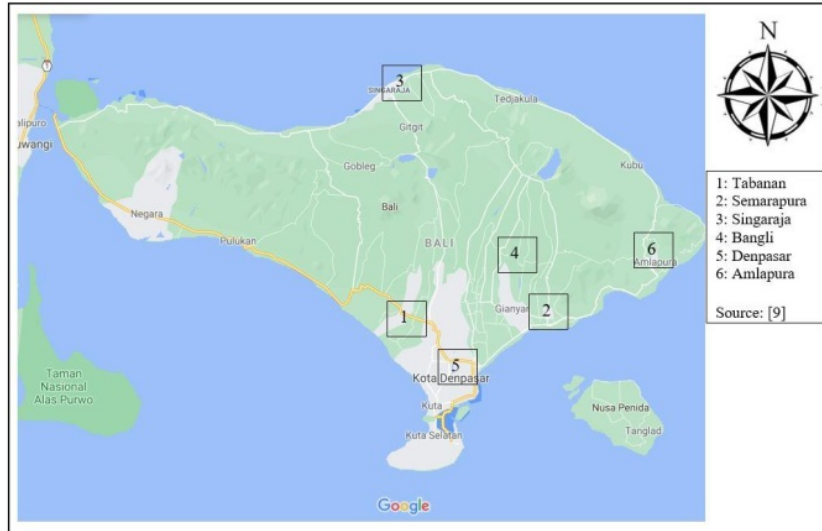 N
3
SINGARAJA
Tedjakula
Gitgit
alipuro
uwangi
Gobleg
Kubu
Bali
Negara
Pulukan
BALI
4
6
Amlapura
1
Gianyar
2
5
Kota Denpasar
Taman
Nasional
Alas Purwo
Kuta
Nusa Penida
Tanglad
Kuta Selatan
Google
1: Tabanan
2: Semarapura
3: Singaraja
4: Bangli
5: Denpasar
6: Amlapura
Source: [9]